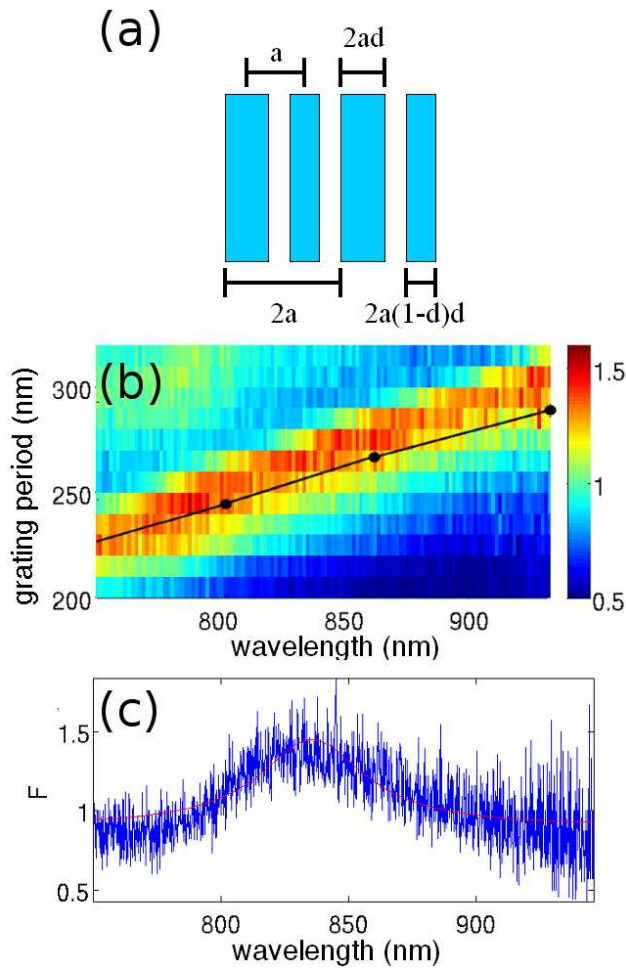 (a)
a
2ad
2a
2a(1-d)d
(b)
grating period (nm)
300
250
200
800
850
900
wavelength (nm)
1.5
1
0.5
(c)
F
1.5
1
0.5
800
850
900
wavelength (nm)